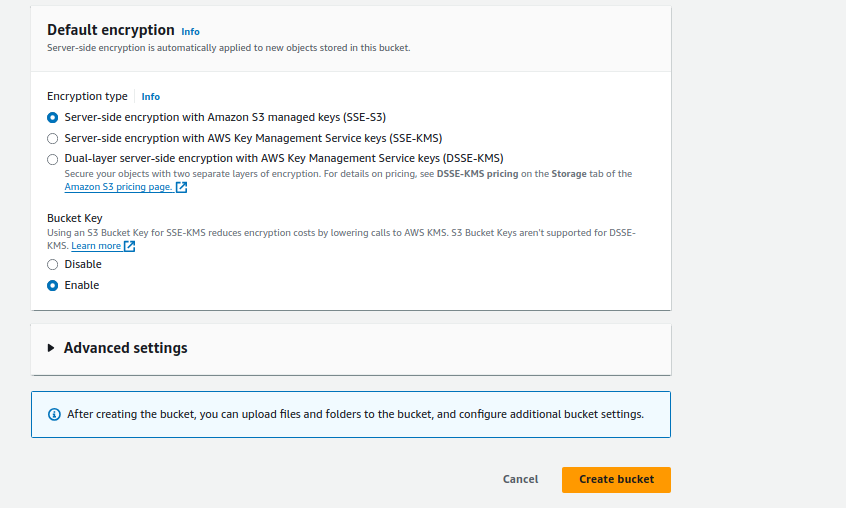 Default encryption Info
Server-side encryption is automatically applied to new objects stored in this bucket.
Encryption type Info
Server-side encryption with Amazon S3 managed keys (SSE-S3)
Server-side encryption with AWS Key Management Service keys (SSE-KMS)
Dual-layer server-side encryption with AWS Key Management Service keys (DSSE-KMS)
Secure your objects with two separate layers of encryption. For details on pricing, see DSSE-KMS pricing on the Storage tab of the
Amazon S3 pricing page.
Bucket Key
Using an S3 Bucket Key for SSE-KMS reduces encryption costs by lowering calls to AWS KMS. S3 Bucket Keys aren't supported for DSSE-
KMS. Learn more
Disable
Enable
Advanced settings
After creating the bucket, you can upload files and folders to the bucket, and configure additional bucket settings.
Cancel Create bucket